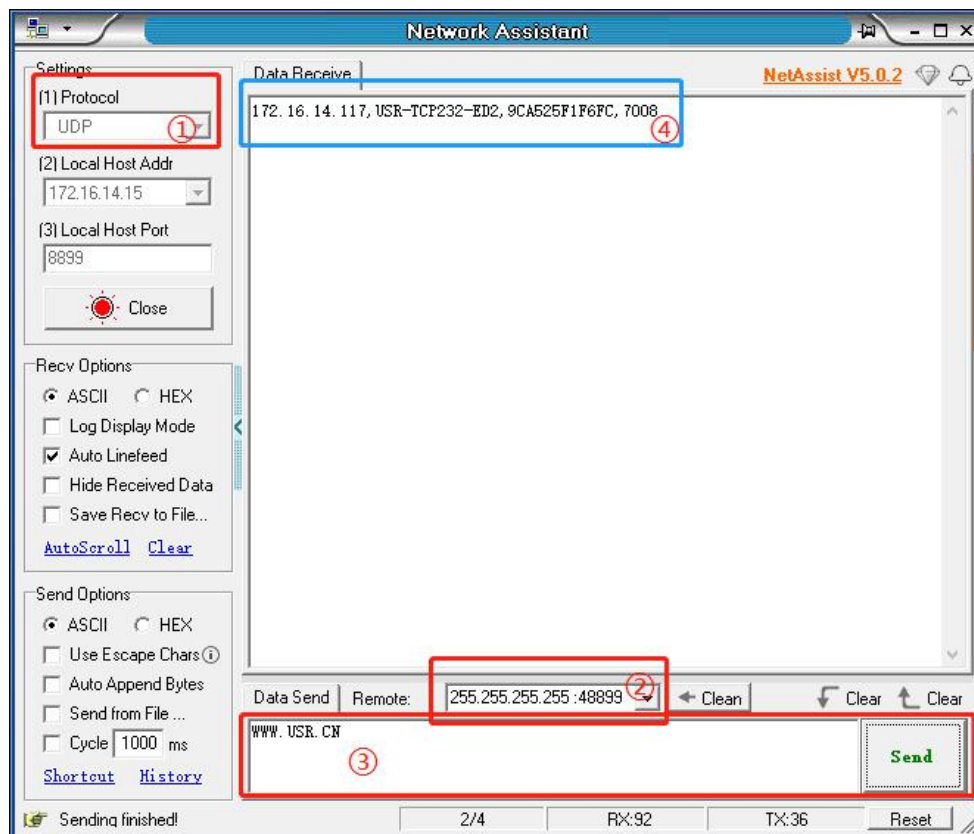 Network Assistant
Settings
(1) Protocol
UDP
①
(2) Local Host Addr
172.16.14.15
(3) Local Host Port
8899
Close
Recv Options
ASCII HEX
Log Display Mode
Auto Linefeed
Hide Received Data
Save Recv to File...
AutoScroll Clear
Send Options
ASCII HEX
Use Escape Chars
Auto Append Bytes
Send from File ...
Cycle 1000 ms
Shortcut History
Data Receive
NetAssist V5.0.2
172.16.14.117,USR-TCP232-ED2,9CA525F1F6FC,7008
④
Data Send Remote: 255.255.255.255 :48899 ② Clean Clear Clear
WWW.USR.CN
③
Send
Sending finished! 2/4 RX:92 TX:36 Reset